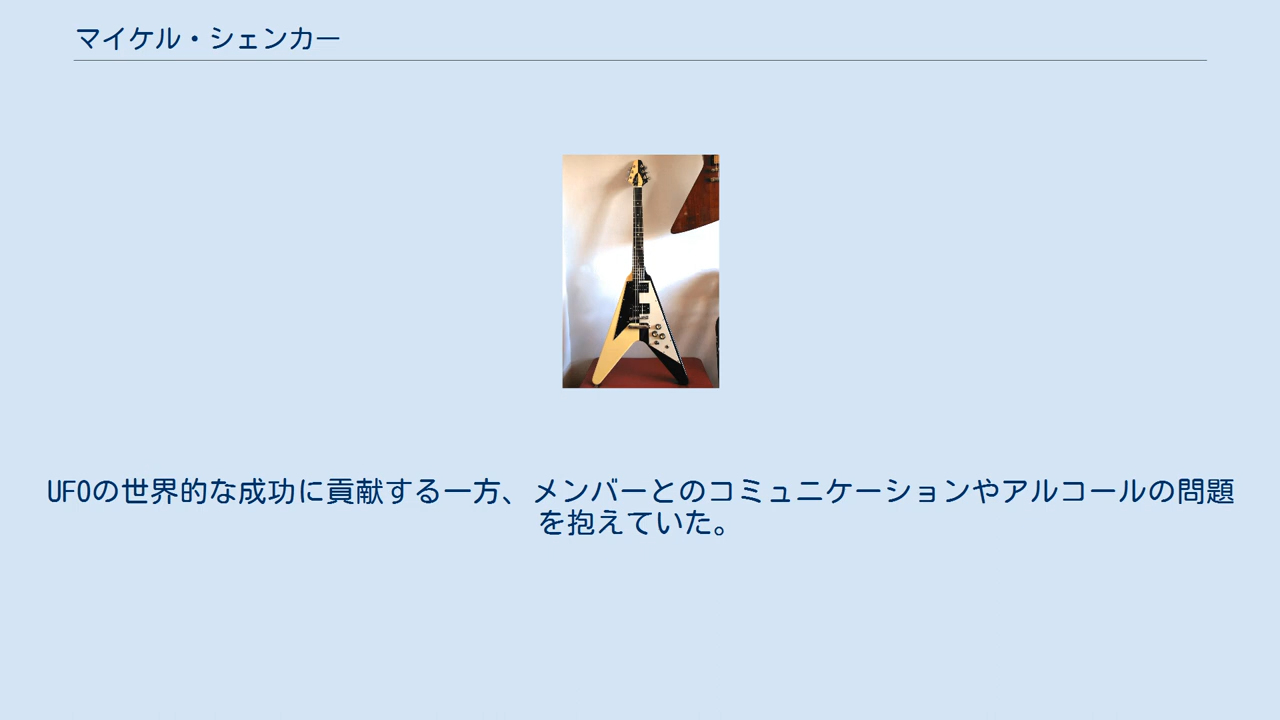 マイケル・シェンカー
UFOの世界的な成功に貢献する一方、メンバーとのコミュニケーションやアルコールの問題
を抱えていた。